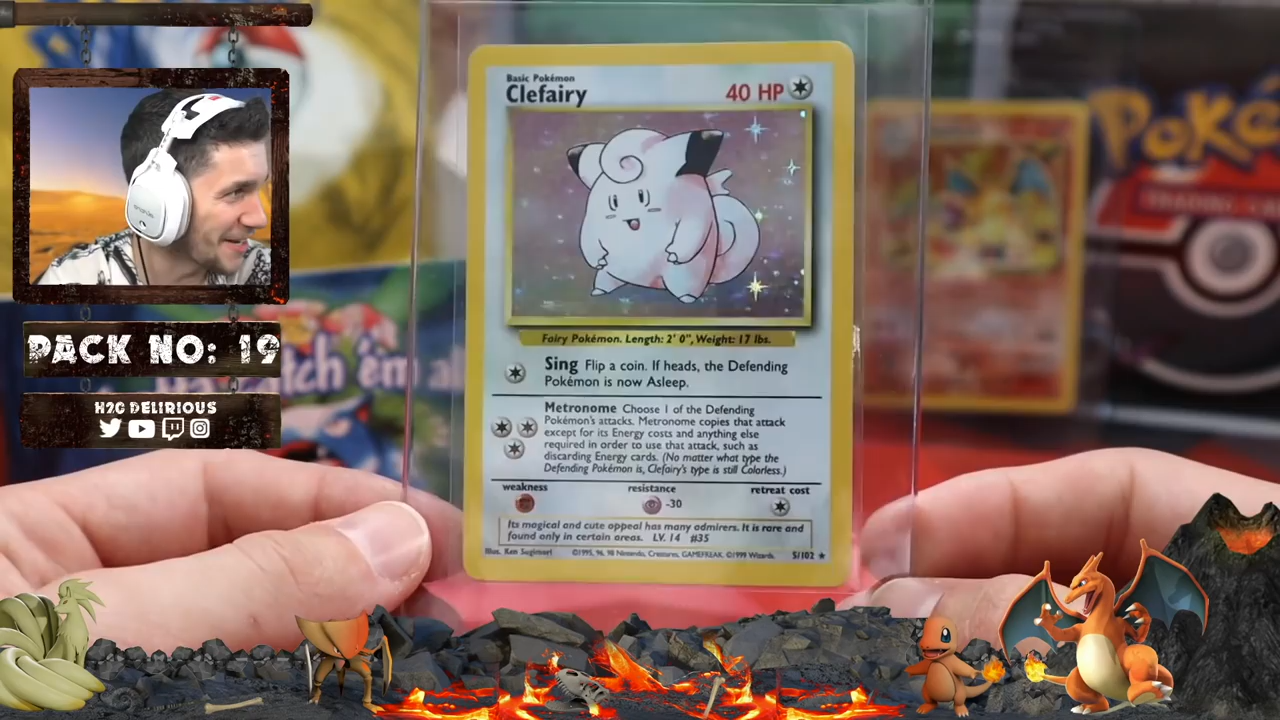 PACK NO: 19
H2O DELIRIOUS
Basic Pokémon
Clefairy
40 HP
Fairy Pokémon. Length: 2' 0", Weight: 17 lbs.
Sing Flip a coin. If heads, the Defending
Pokémon is now Asleep.
Metronome Choose 1 of the Defending
Pokémon's attacks. Metronome copies that attack
except for its Energy costs and anything else
required in order to use that attack, such as
discarding Energy cards. (No matter what type the
Defending Pokémon is, Clefairy's type is still Colorless.)
weakness
resistance
retreat cost
-30
Its magical and cute appeal has many admirers. It is rare and
found only in certain areas. LV. 14 #35
Illus. Ken Sugimori ©1995, 96, 98 Nintendo, Creatures, GAMEFREAK. ©1999 Wizards. 5/102 ★
catch 'em al
POKÉ